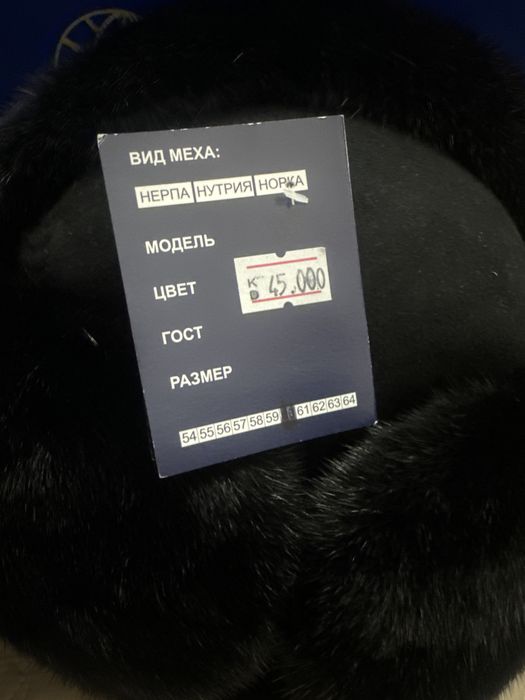 ВИД МЕХА:
НЕРПА НУТРИЯ НОРКА
МОДЕЛЬ
ЦВЕТ
45.000
ГОСТ
РАЗМЕР
54 55 56 57 58 59 61 62 63 64